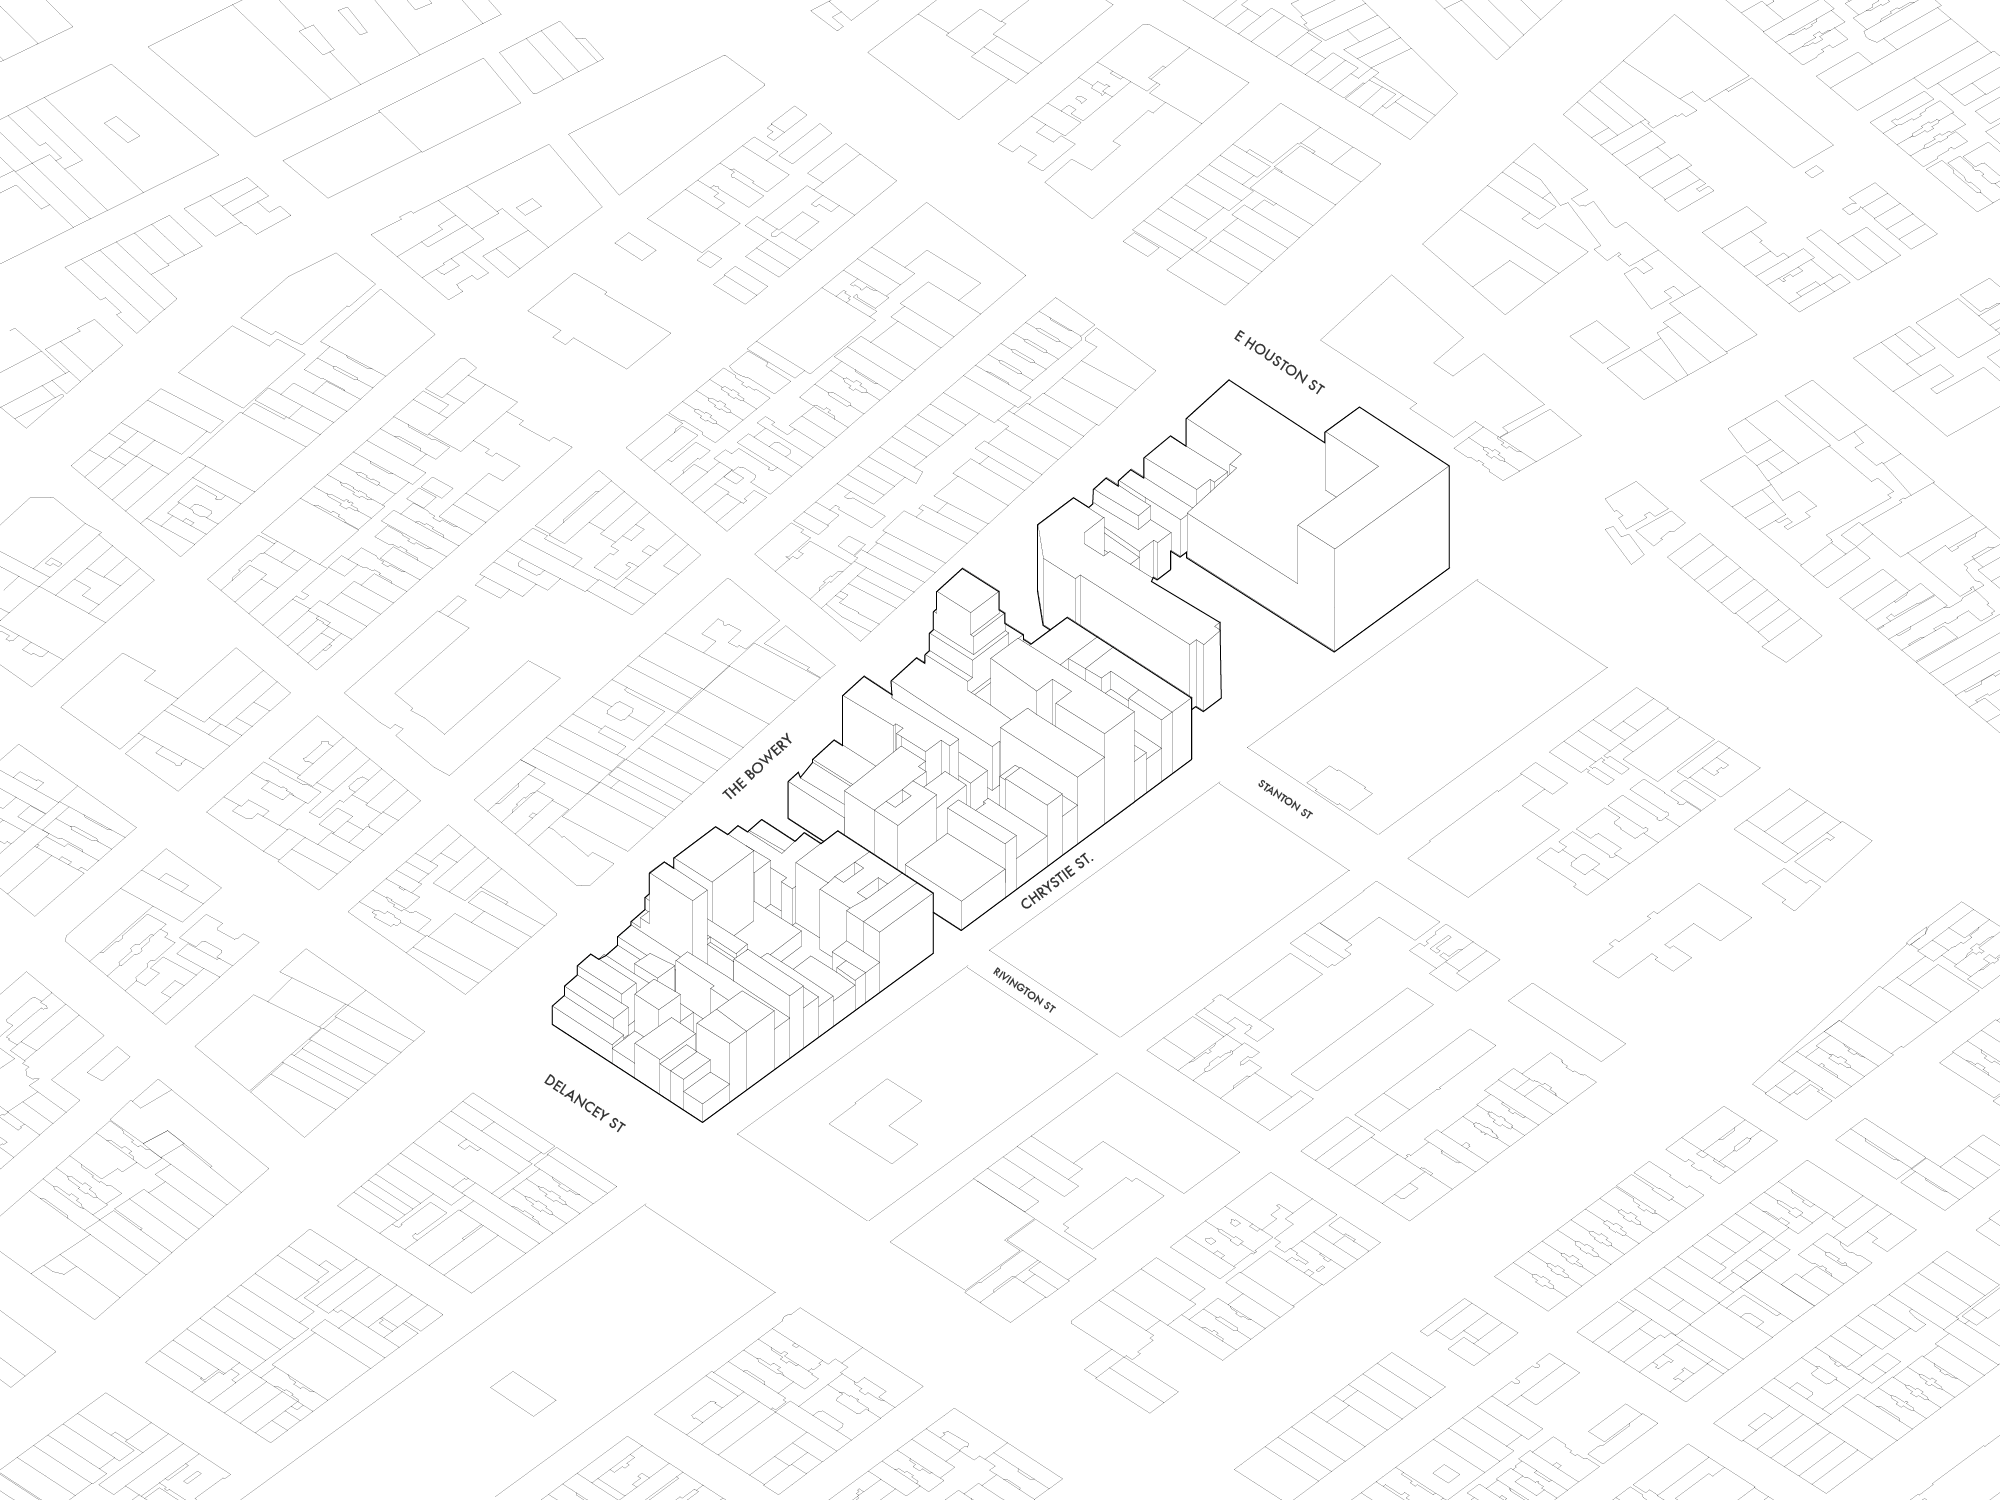 E HOUSTON ST
THE BOWERY
STANTON ST
CHRYSTIE ST.
RIVINGTON ST
DELANCEY ST